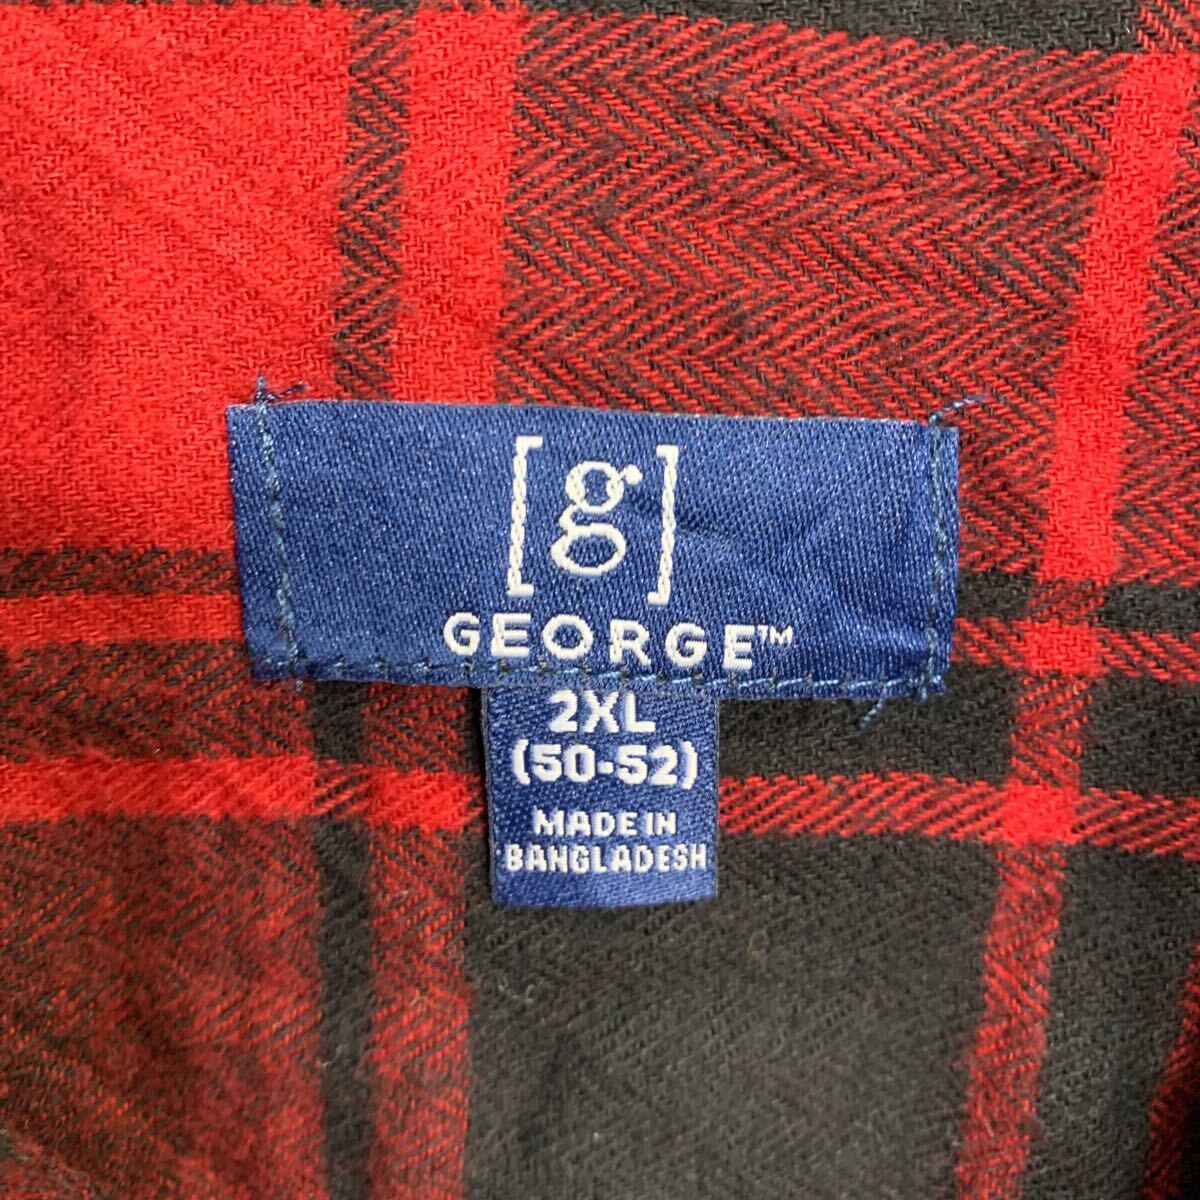 [g]
GEORGE™
2XL
(50-52)
MADE IN
BANGLADESH